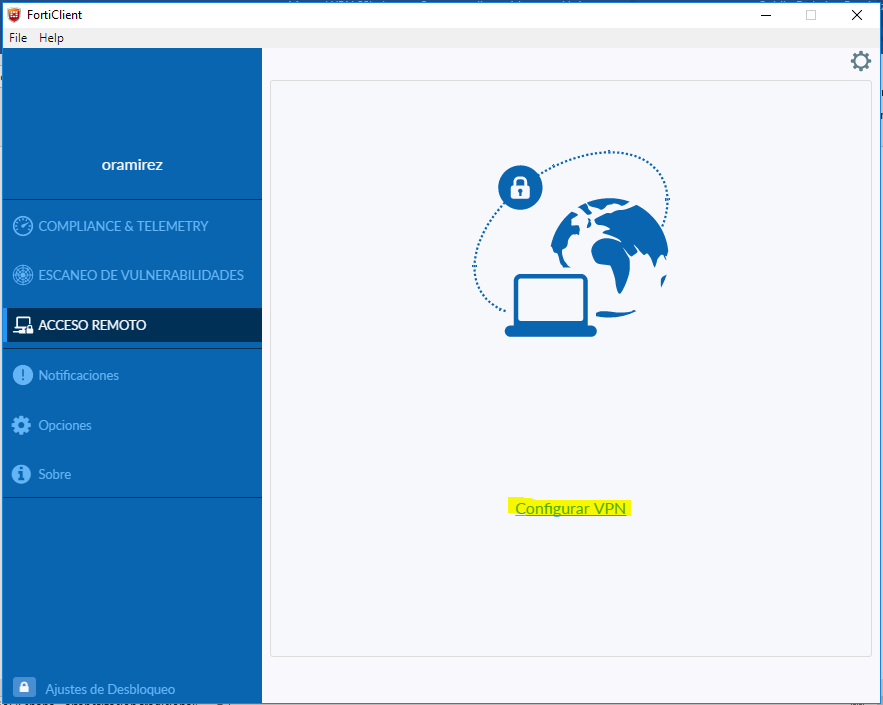 FortiClient
File Help
oramirez
COMPLIANCE & TELEMETRY
ESCANEO DE VULNERABILIDADES
ACCESO REMOTO
Notificaciones
Opciones
Sobre
Configurar VPN
Ajustes de Desbloqueo